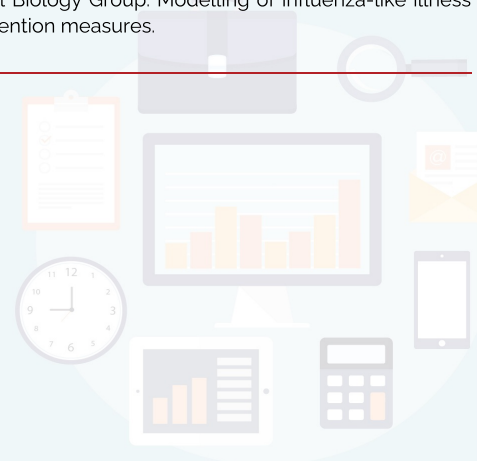 t Biology Group. Modelling of Influenza-like Illness
ention measures.
@
11 12 1
10 2
9 3
8 4
7 6 5